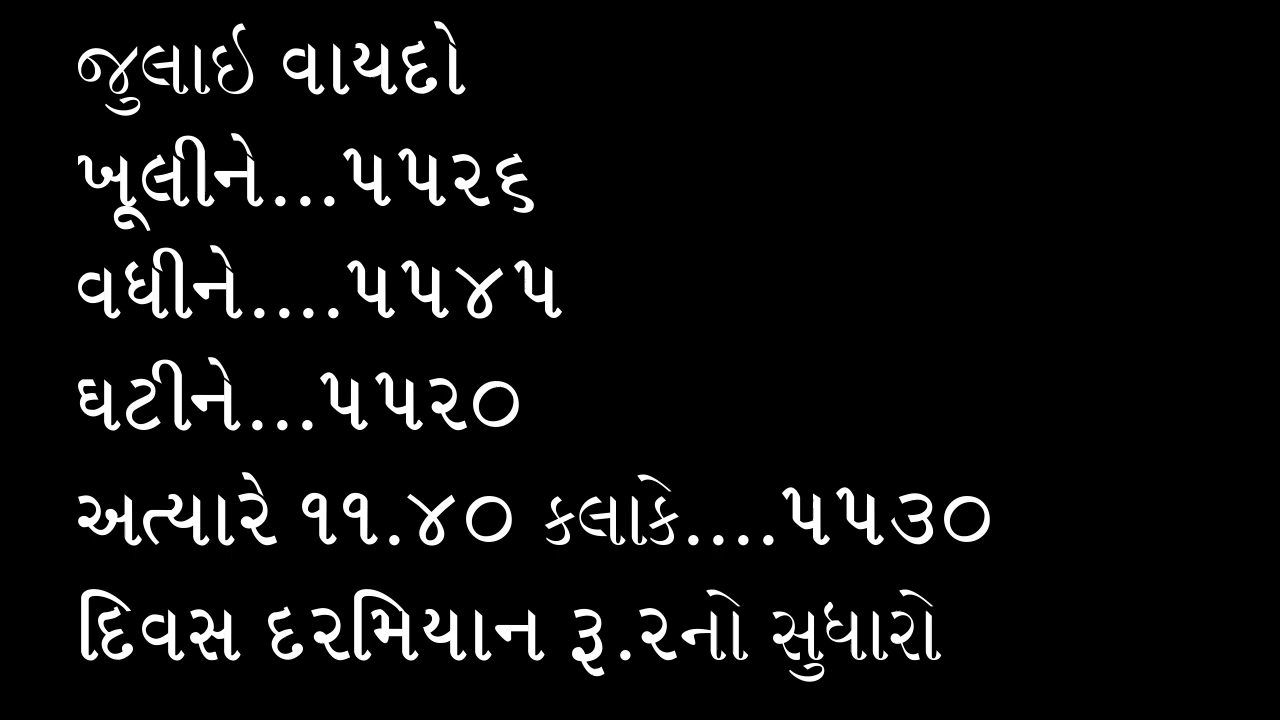 જુલાઇ વાયદો
ખૂલીને...૫૫૨૬
વધીને....૫૫૪૫
ઘટીને...૫૫૨૦
અત્યારે ૧૧.૪૦ કલાકે....૫૫૩૦
દિવસ દરમિયાન રૂ.૨નો સુધારો